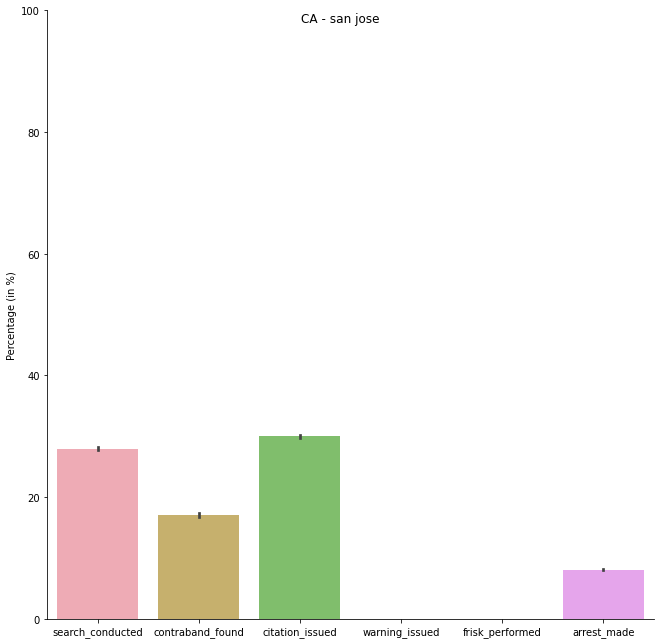 CA - san jose
Percentage (in %)
100
80
60
40
20
0
search_conducted contraband_found citation_issued warning_issued frisk_performed arrest_made